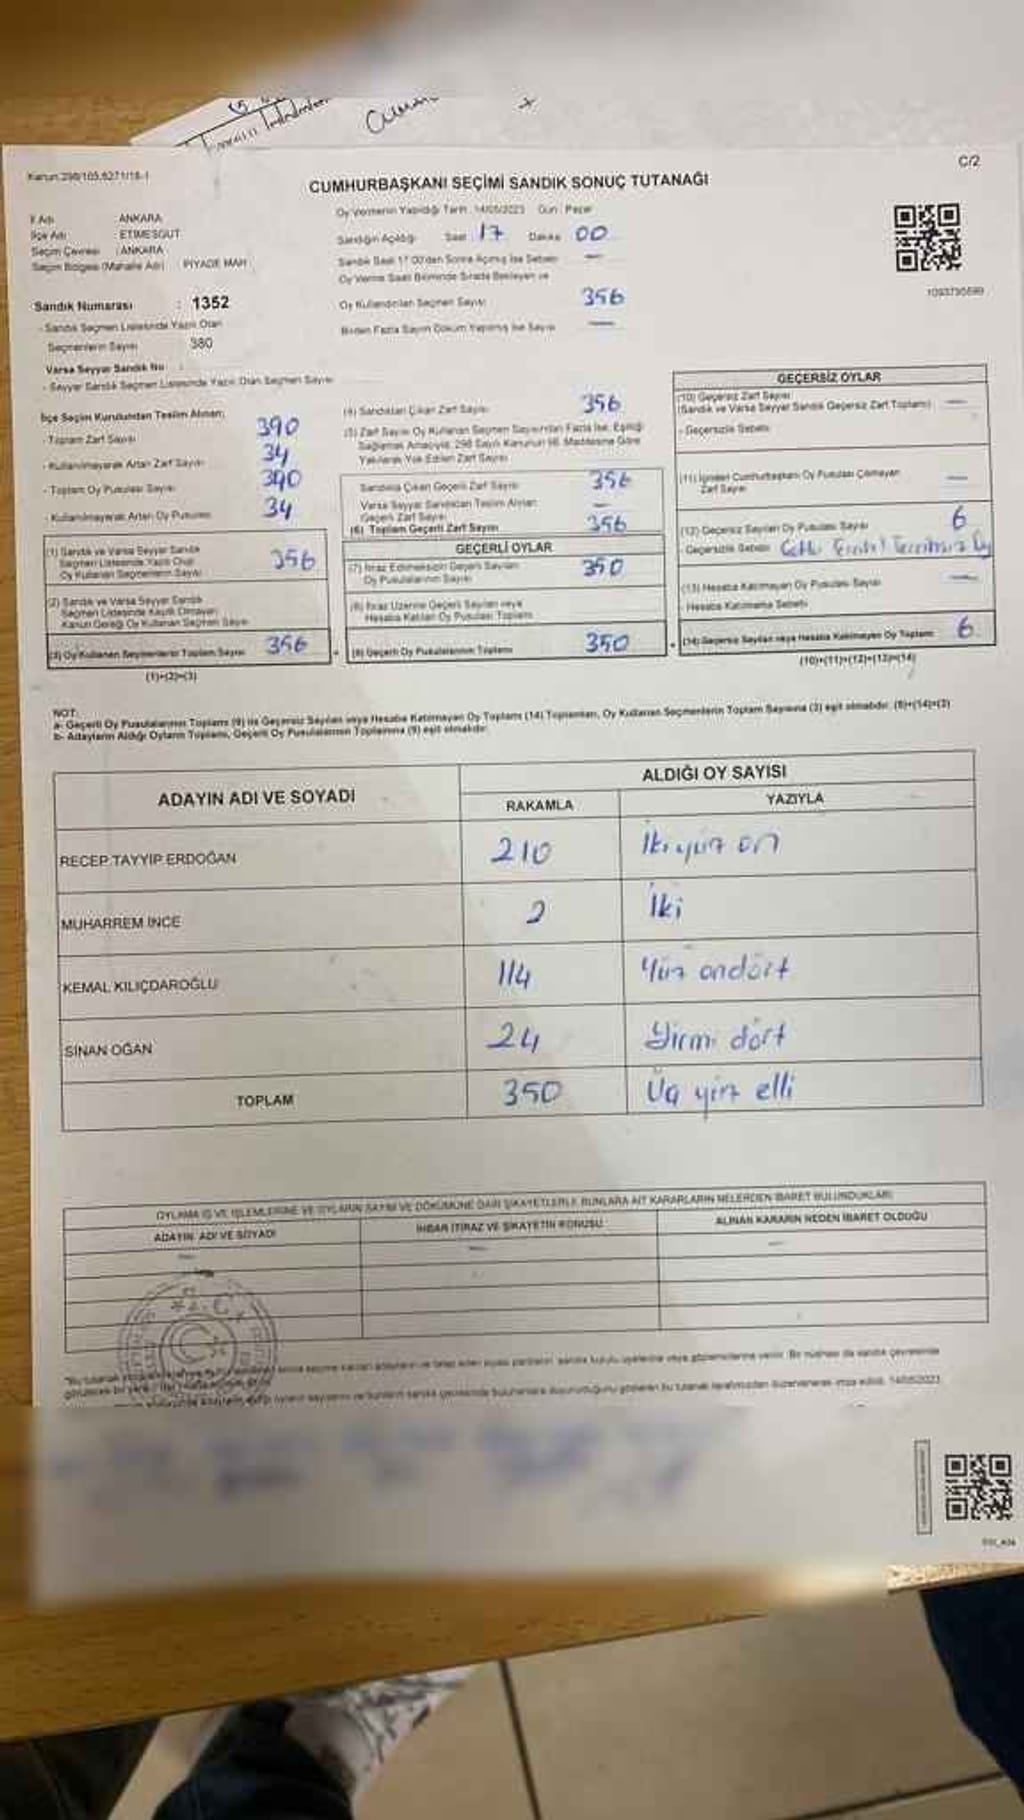 Kanun:298/105,6271/18-1
C/2
CUMHURBAŞKANI SEÇİMİ SANDIK SONUÇ TUTANAĞI
İl Adı : ANKARA
İlçe Adı : ETİMESGUT
Seçim Çevresi : ANKARA
Seçim Bölgesi (Mahalle Adı) PİYADE MAH.
Sandık Numarası : 1352
- Sandık Seçmen Listesinde Yazılı Olan
Seçmenlerin Sayısı 380
Varsa Seyyar Sandık No :
- Seyyar Sandık Seçmen Listesinde Yazılı Olan Seçmen Sayısı
Oy Vermenin Yapıldığı Tarih 14/05/2023 Gün: Pazar
Sandığın Açıldığı Saat 17 Dakika 00
Sandık Saat 17.00'den Sonra Açılmış İse Sebebi —
Oy Verme Saati Bitiminde Sırada Bekleyen ve
Oy Kullandırılan Seçmen Sayısı 356
Birden Fazla Sayım Döküm Yapılmış İse Sayısı —
1093795599
İlçe Seçim Kurulundan Teslim Alınan;
- Toplam Zarf Sayısı 390
- Kullanılmayarak Artan Zarf Sayısı 34
- Toplam Oy Pusulası Sayısı 390
- Kullanılmayarak Artan Oy Pusulası 34
(1) Sandık ve Varsa Seyyar Sandık
Seçmen Listesinde Yazılı Olup
Oy Kullanan Seçmenlerin Sayısı 356
(2) Sandık ve Varsa Seyyar Sandık
Seçmen Listesinde Kayıtlı Olmayan
Kanun Gereği Oy Kullanan Seçmen Sayısı
(3) Oy Kullanan Seçmenlerin Toplam Sayısı 356
(1)+(2)=(3)
(4) Sandıktan Çıkan Zarf Sayısı 356
(5) Zarf Sayısı Oy Kullanan Seçmen Sayısından Fazla İse, Eşitliği
Sağlamak Amacıyla; 298 Sayılı Kanunun 98. Maddesine Göre
Yakılarak Yok Edilen Zarf Sayısı
Sandıkta Çıkan Geçerli Zarf Sayısı 356
Varsa Seyyar Sandıktan Teslim Alınan
Geçerli Zarf Sayısı —
(6) Toplam Geçerli Zarf Sayısı 356
GEÇERLİ OYLAR
(7) İtiraz Edilmeksizin Geçerli Sayılan
Oy Pusulalarının Sayısı 350
(8) İtiraz Üzerine Geçerli Sayılan veya
Hesaba Katılan Oy Pusulası Toplamı
(9) Geçerli Oy Pusulalarının Toplamı 350
GEÇERSİZ OYLAR
(10) Geçersiz Zarf Sayısı
(Sandık ve Varsa Seyyar Sandık Geçersiz Zarf Toplamı) —
- Geçersizlik Sebebi
(11) İçinden Cumhurbaşkanı Oy Pusulası Çıkmayan
Zarf Sayısı —
(12) Geçersiz Sayılan Oy Pusulası Sayısı 6
Geçersizlik Sebebi
(13) Hesaba Katılmayan Oy Pusulası Sayısı —
Hesaba Katılmama Sebebi
(14) Geçersiz Sayılan veya Hesaba Katılmayan Oy Toplamı 6
(10)+(11)+(12)+(13)=(14)
NOT:
a- Geçerli Oy Pusulalarının Toplamı (9) ile Geçersiz Sayılan veya Hesaba Katılmayan Oy Toplamı (14) Toplamları, Oy Kullanan Seçmenlerin Toplam Sayısına (3) eşit olmalıdır. (9)+(14)=(3)
b- Adayların Aldığı Oyların Toplamı, Geçerli Oy Pusulalarının Toplamına (9) eşit olmalıdır.
ADAYIN ADI VE SOYADI
ALDIĞI OY SAYISI
RAKAMLA YAZIYLA
RECEP TAYYİP ERDOĞAN 210 İkiyüz on
MUHARREM İNCE 2 İki
KEMAL KILIÇDAROĞLU 114 Yüz ondört
SİNAN OĞAN 24 Yirmi dört
TOPLAM 350 Üç yüz elli
OYLAMA İŞ VE İŞLEMLERİNE VE OYLARIN SAYIM VE DÖKÜMÜNE DAİR ŞİKAYETLERLE BUNLARA AİT KARARLARIN NELERDEN İBARET BULUNDUKLARI
ADAYIN ADI VE SOYADI
İHBAR İTİRAZ VE ŞİKAYETİN KONUSU
ALINAN KARARIN NEDEN İBARET OLDUĞU